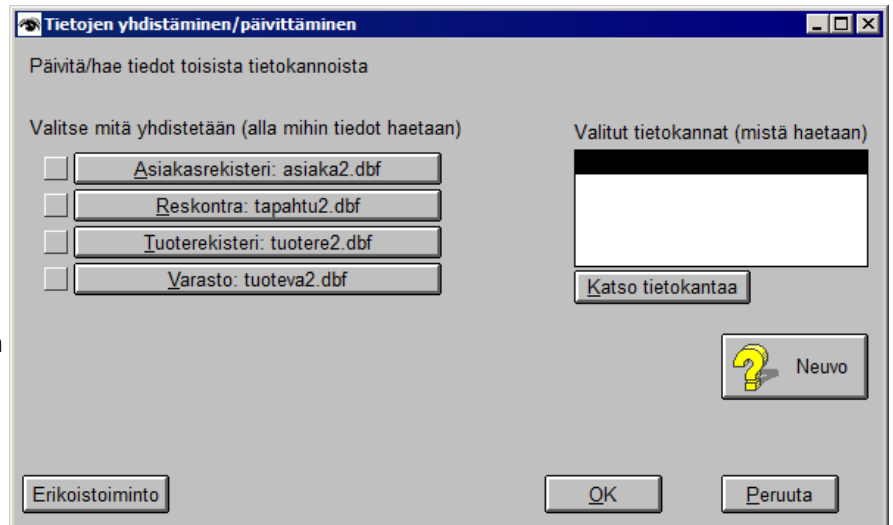 Tietojen yhdistäminen/päivittäminen
Päivitä/hae tiedot toisista tietokannoista
Valitse mitä yhdistetään (alla mihin tiedot haetaan)
Valitut tietokannat (mistä haetaan)
Asiakasrekisteri: asiaka2.dbf
Reskontra: tapahtu2.dbf
Tuoterekisteri: tuotere2.dbf
Varasto: tuoteva2.dbf
Katso tietokantaa
Neuvo
Erikoistoiminto
OK
Peruuta